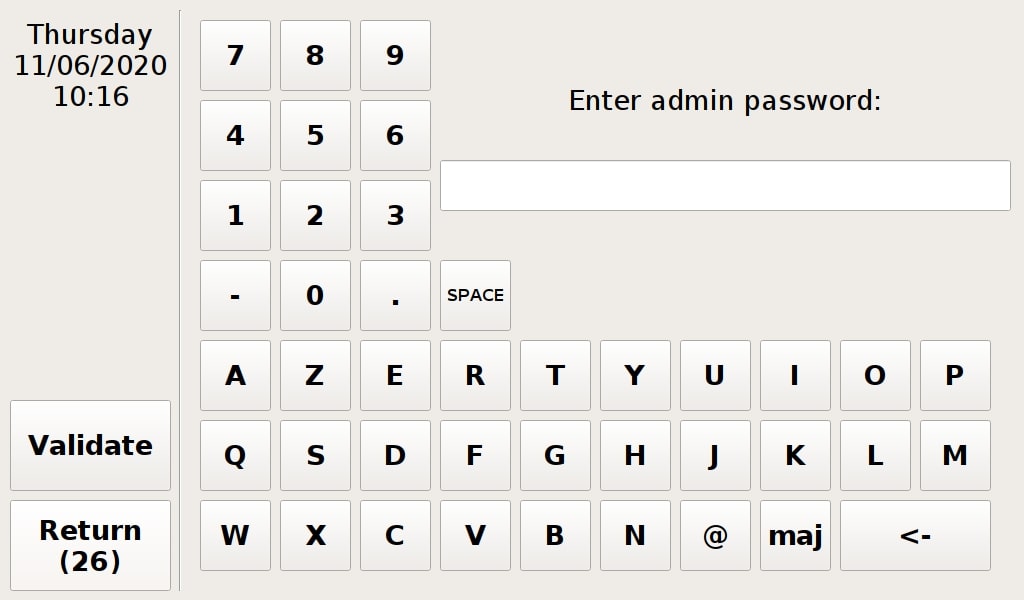 Thursday
11/06/2020
10:16
7 8 9
Enter admin password:
4 5 6
1 2 3
- 0 . SPACE
A Z E R T Y U I O P
Validate
Q S D F G H J K L M
Return
(26)
W X C V B N @ maj <-